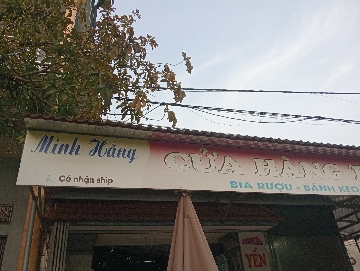 Minh Hằng
CỬA HÀNG
Có nhận ship
BIA RƯỢU - BÁNH KẸO
YẾN